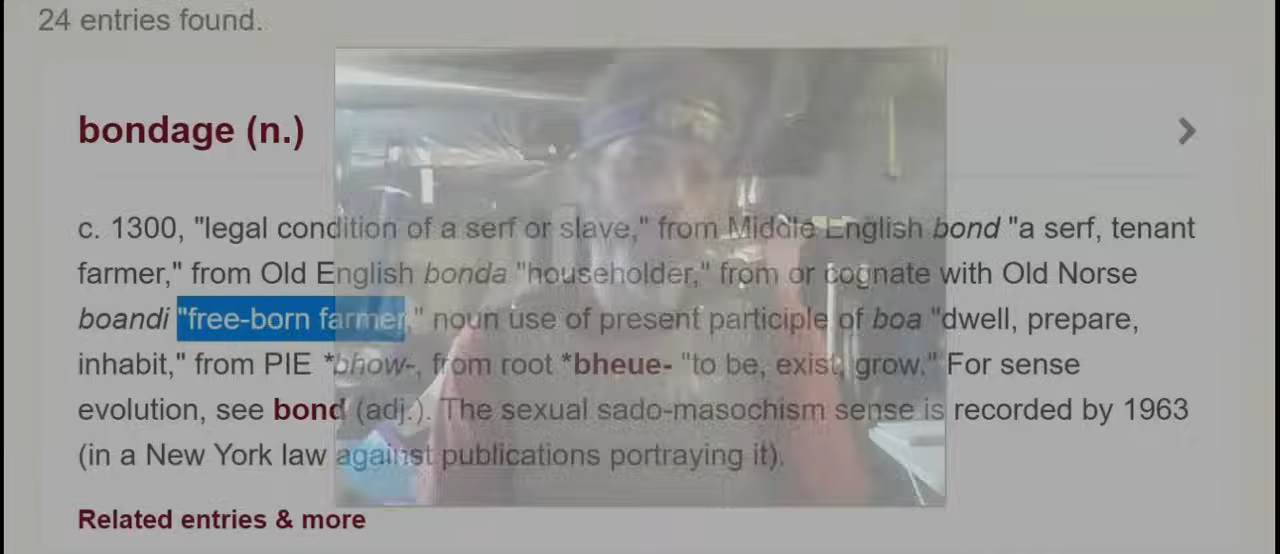 24 entries found.
bondage (n.)
c. 1300, "legal condition of a serf or slave," from Middle English bond "a serf, tenant
farmer," from Old English bonda "householder," from or cognate with Old Norse
boandi "free-born farmer," noun use of present participle of boa "dwell, prepare,
inhabit," from PIE *bhow-, from root *bheue- "to be, exist, grow." For sense
evolution, see bond (adj.). The sexual sado-masochism sense is recorded by 1963
(in a New York law against publications portraying it).
Related entries & more